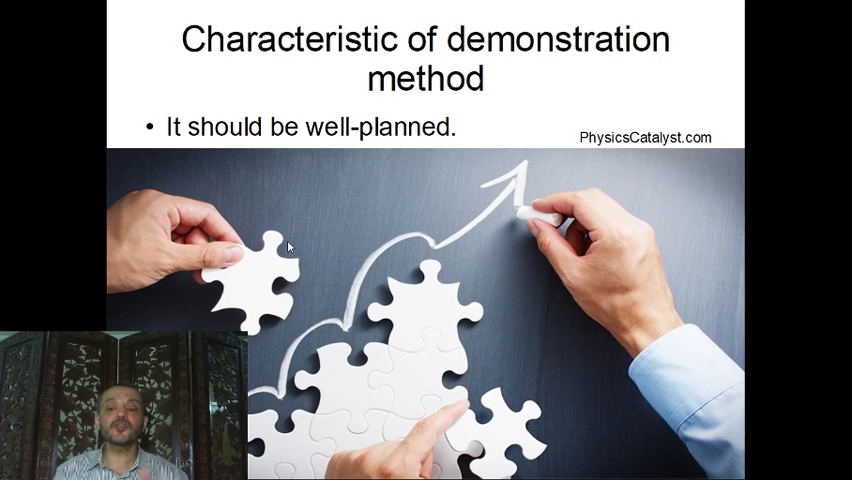 Characteristic of demonstration
method
• It should be well-planned.
PhysicsCatalyst.com